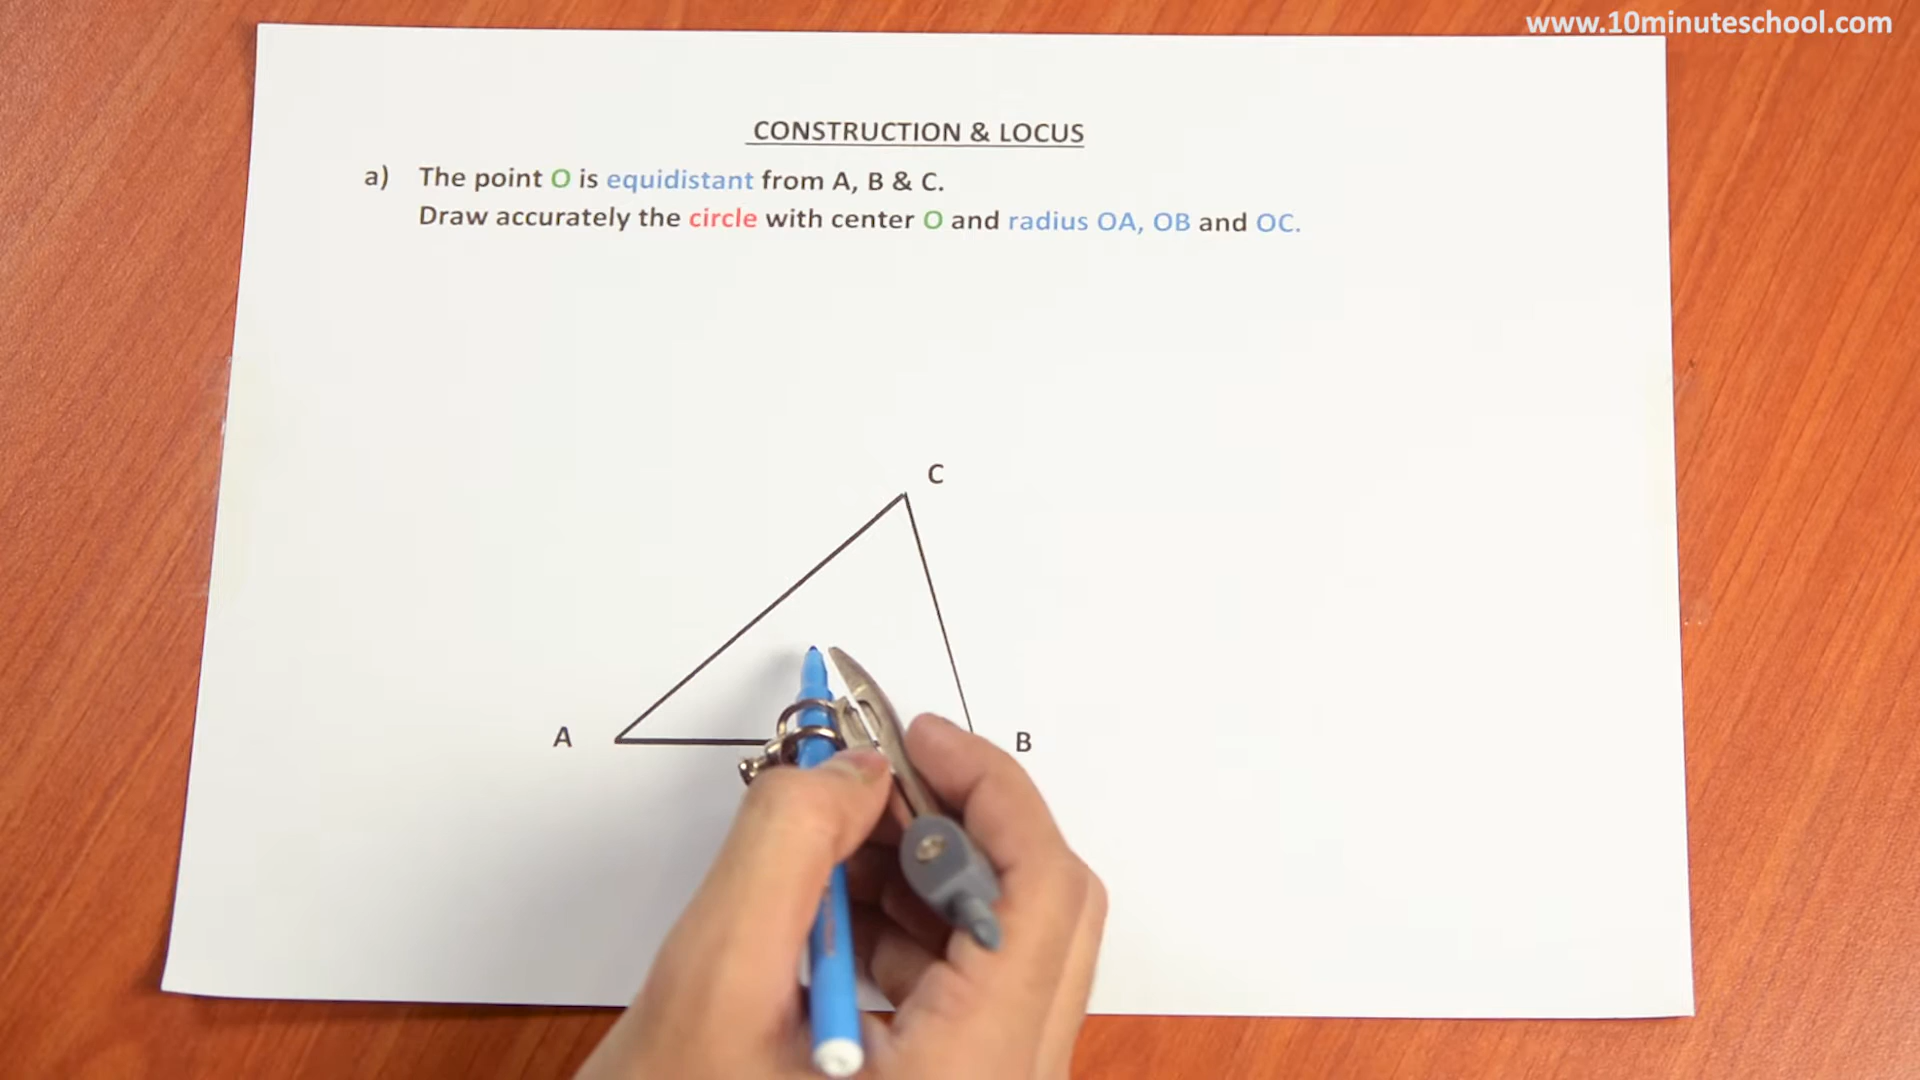 www.10minuteschool.com
CONSTRUCTION & LOCUS
a) The point O is equidistant from A, B & C.
Draw accurately the circle with center O and radius OA, OB and OC.
C
A
B